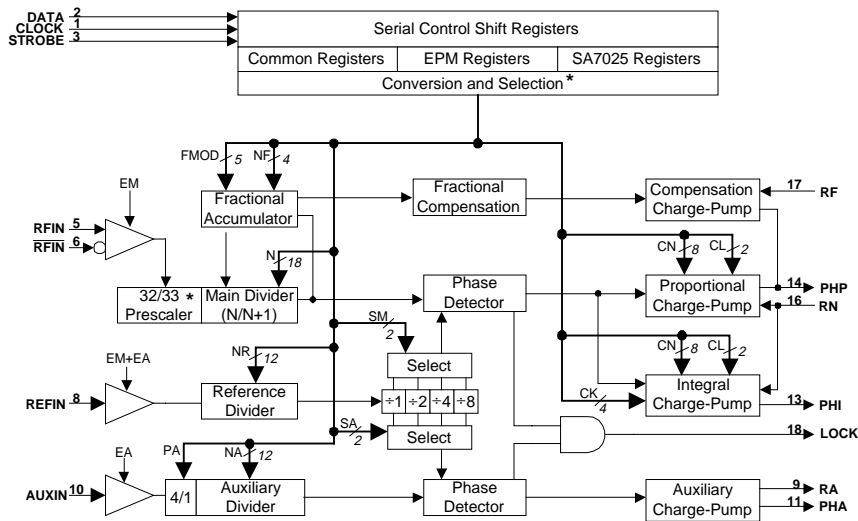 DATA 2
CLOCK 1
STROBE 3
Serial Control Shift Registers
Common Registers EPM Registers SA7025 Registers
Conversion and Selection *
FMOD 5 NF 4
EM
Fractional
Accumulator
Fractional
Compensation
Compensation
Charge-Pump
17 RF
RFIN 5
RFIN 6
N 18
CN 8 CL 2
32/33 *
Prescaler
Main Divider
(N/N+1)
Phase
Detector
Proportional
Charge-Pump
14 PHP
16 RN
SM 2
EM+EA
NR 12
Select
CN 8 CL 2
REFIN 8
Reference
Divider
÷1 ÷2 ÷4 ÷8
CK 4
Integral
Charge-Pump
13 PHI
SA 2
Select
18 LOCK
EA
PA NA 12
AUXIN 10
4/1
Auxiliary
Divider
Phase
Detector
Auxiliary
Charge-Pump
9 RA
11 PHA